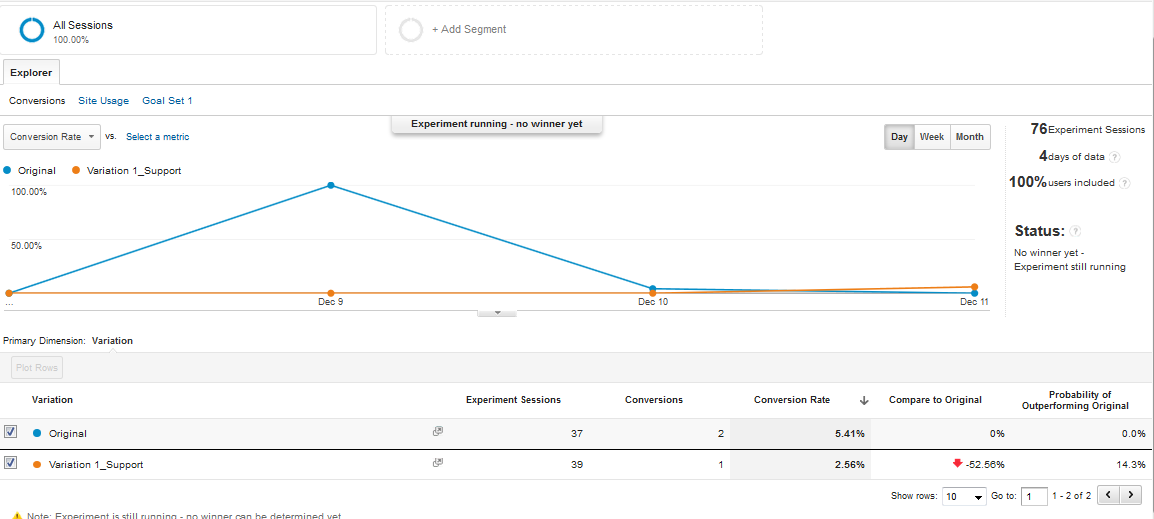 All Sessions
100.00%
+ Add Segment
Explorer
Conversions Site Usage Goal Set 1
Experiment running - no winner yet
Conversion Rate vs. Select a metric
Day Week Month
76 Experiment Sessions
4 days of data ?
100% users included ?
Status: ?
No winner yet -
Experiment still running
Original Variation 1_Support
100.00%
50.00%
... Dec 9 Dec 10 Dec 11
Primary Dimension: Variation
Plot Rows
Variation Experiment Sessions Conversions Conversion Rate Compare to Original Probability of
Outperforming Original
Original 37 2 5.41% 0% 0.0%
Variation 1_Support 39 1 2.56% -52.56% 14.3%
Show rows: 10 Go to: 1 1 - 2 of 2
Note: Experiment is still running - no winner can be determined yet